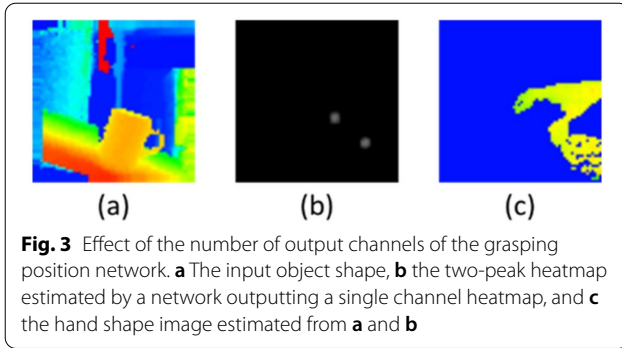 (a) (b) (c)
Fig. 3 Effect of the number of output channels of the grasping
position network. a The input object shape, b the two-peak heatmap
estimated by a network outputting a single channel heatmap, and c
the hand shape image estimated from a and b